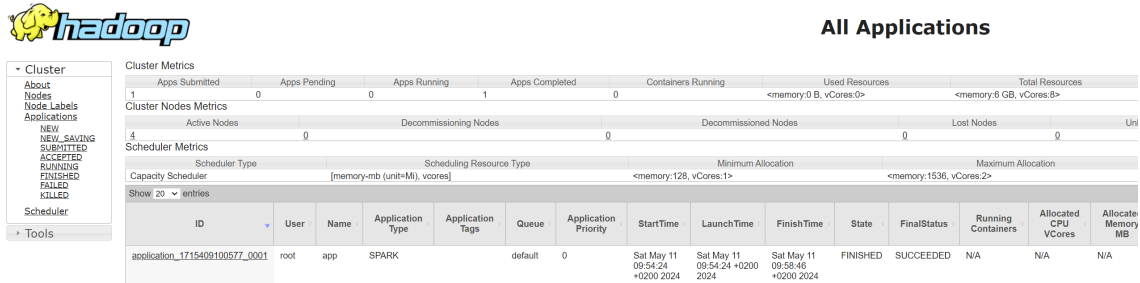 hadoop
All Applications
Cluster
About
Nodes
Node Labels
Applications
NEW
NEW_SAVING
SUBMITTED
ACCEPTED
RUNNING
FINISHED
FAILED
KILLED
Scheduler
Tools
Cluster Metrics
Apps Submitted Apps Pending Apps Running Apps Completed Containers Running Used Resources Total Resources
1 0 0 1 0 <memory:0 B, vCores:0> <memory:6 GB, vCores:8>
Cluster Nodes Metrics
Active Nodes Decommissioning Nodes Decommissioned Nodes Lost Nodes
4 0 0 0 0
Scheduler Metrics
Scheduler Type Scheduling Resource Type Minimum Allocation Maximum Allocation
Capacity Scheduler [memory-mb (unit=Mi), vcores] <memory:128, vCores:1> <memory:1536, vCores:2>
Show 20 entries
ID User Name Application Type Application Tags Queue Application Priority StartTime LaunchTime FinishTime State FinalStatus Running Containers Allocated CPU VCores Allocated Memory MB
application_1715409100577_0001 root app SPARK default 0 Sat May 11 09:54:24 +0200 2024 Sat May 11 09:54:24 +0200 2024 Sat May 11 09:58:46 +0200 2024 FINISHED SUCCEEDED N/A N/A N/A